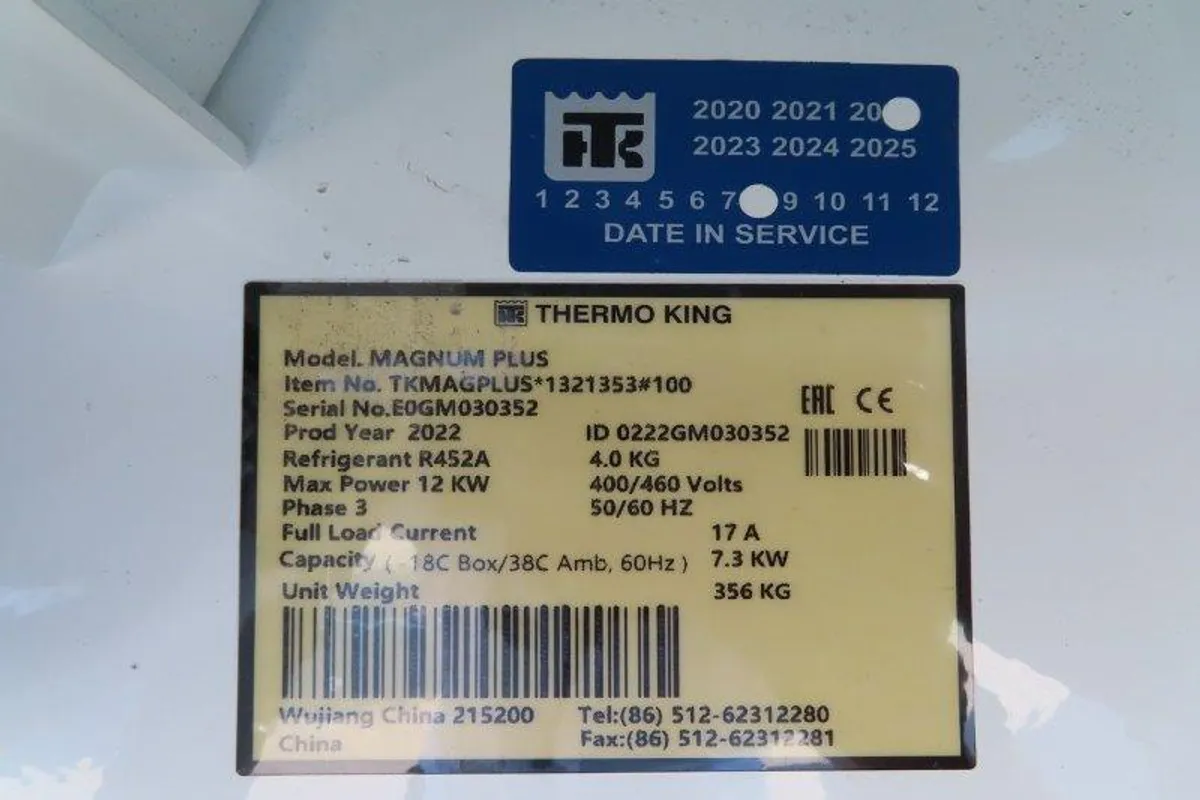 TK
2020 2021 20
2023 2024 2025
1 2 3 4 5 6 7 9 10 11 12
DATE IN SERVICE
TK THERMO KING
Model. MAGNUM PLUS
Item No. TKMAGPLUS*1321353#100
Serial No.E0GM030352
EAC CE
Prod Year 2022 ID 0222GM030352
Refrigerant R452A 4.0 KG
Max Power 12 KW 400/460 Volts
Phase 3 50/60 HZ
Full Load Current 17 A
Capacity ( -18C Box/38C Amb, 60Hz ) 7.3 KW
Unit Weight 356 KG
Wujiang China 215200 Tel:(86) 512-62312280
China Fax:(86) 512-62312281